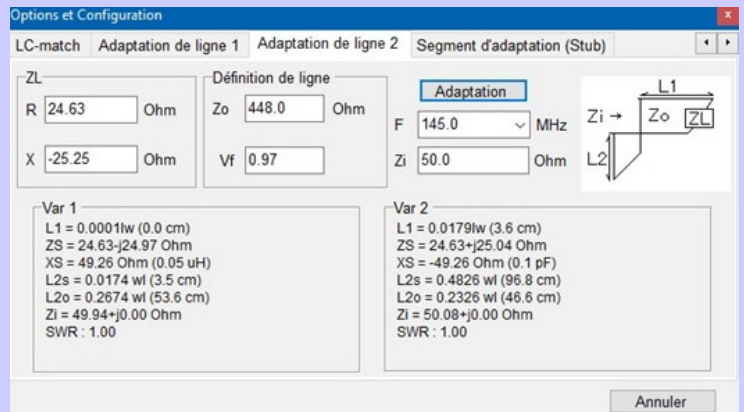 Options et Configuration
x
LC-match Adaptation de ligne 1 Adaptation de ligne 2 Segment d'adaptation (Stub)
ZL
R 24.63 Ohm
X -25.25 Ohm
Définition de ligne
Zo 448.0 Ohm
Vf 0.97
Adaptation
F 145.0 MHz
Zi 50.0 Ohm
L1
Zi → Zo ZL
L2
Var 1
L1 = 0.0001lw (0.0 cm)
ZS = 24.63-j24.97 Ohm
XS = 49.26 Ohm (0.05 uH)
L2s = 0.0174 wl (3.5 cm)
L2o = 0.2674 wl (53.6 cm)
Zi = 49.94+j0.00 Ohm
SWR : 1.00
Var 2
L1 = 0.0179lw (3.6 cm)
ZS = 24.63+j25.04 Ohm
XS = -49.26 Ohm (0.1 pF)
L2s = 0.4826 wl (96.8 cm)
L2o = 0.2326 wl (46.6 cm)
Zi = 50.08+j0.00 Ohm
SWR : 1.00
Annuler